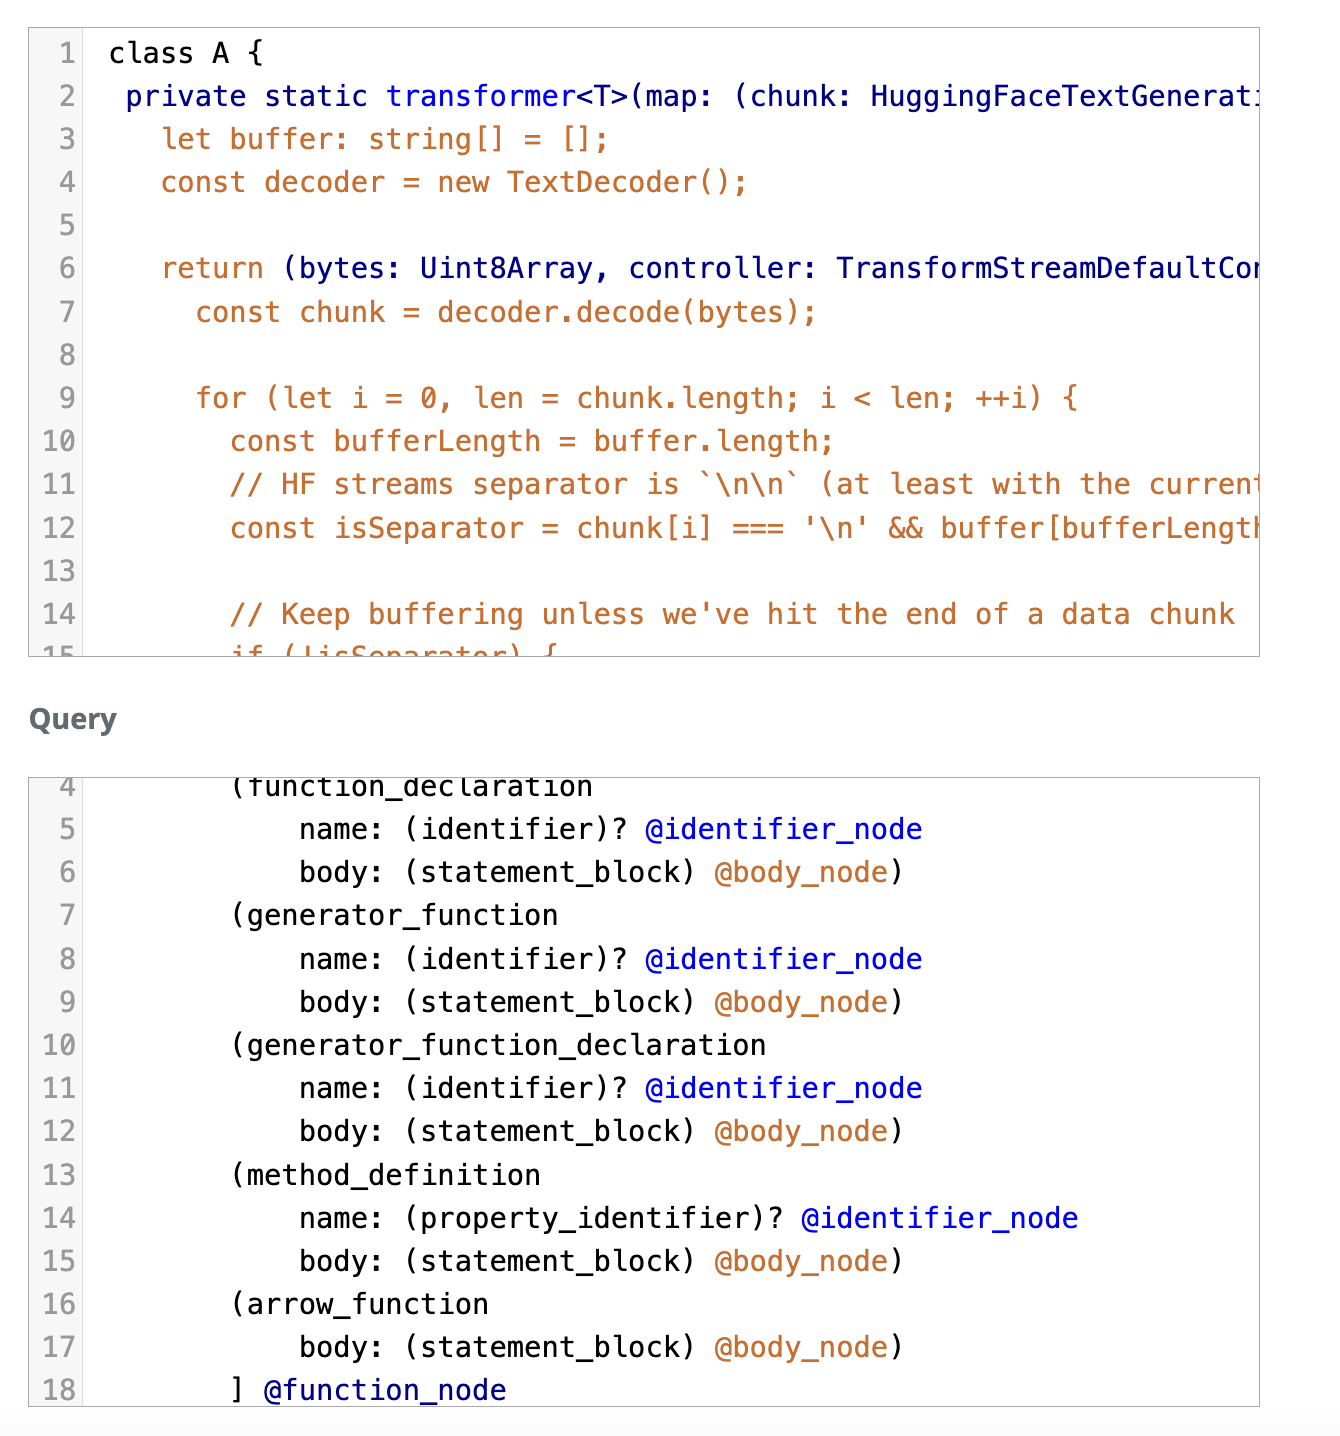 1 class A {
2 private static transformer<T>(map: (chunk: HuggingFaceTextGenerati
3 let buffer: string[] = [];
4 const decoder = new TextDecoder();
5
6 return (bytes: Uint8Array, controller: TransformStreamDefaultCon
7 const chunk = decoder.decode(bytes);
8
9 for (let i = 0, len = chunk.length; i < len; ++i) {
10 const bufferLength = buffer.length;
11 // HF streams separator is `\n\n` (at least with the current
12 const isSeparator = chunk[i] === '\n' && buffer[bufferLength
13
14 // Keep buffering unless we've hit the end of a data chunk
15 if (!isSeparator) {
Query
4 (function_declaration
5 name: (identifier)? @identifier_node
6 body: (statement_block) @body_node)
7 (generator_function
8 name: (identifier)? @identifier_node
9 body: (statement_block) @body_node)
10 (generator_function_declaration
11 name: (identifier)? @identifier_node
12 body: (statement_block) @body_node)
13 (method_definition
14 name: (property_identifier)? @identifier_node
15 body: (statement_block) @body_node)
16 (arrow_function
17 body: (statement_block) @body_node)
18 ] @function_node